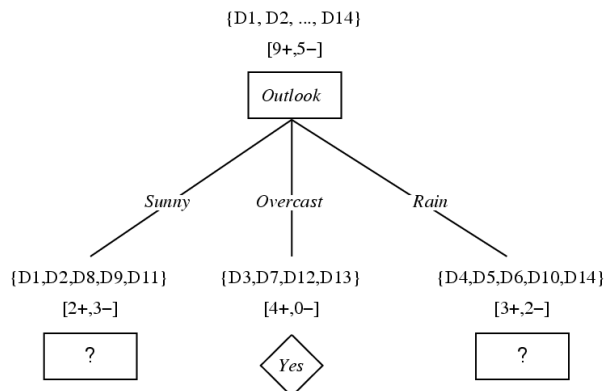 {D1, D2, ..., D14}
[9+,5−]
Outlook
Sunny Overcast Rain
{D1,D2,D8,D9,D11} {D3,D7,D12,D13} {D4,D5,D6,D10,D14}
[2+,3−] [4+,0−] [3+,2−]
? Yes ?